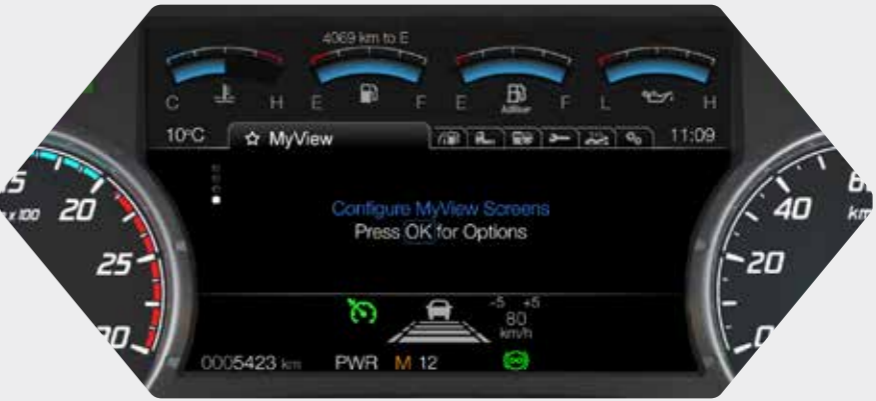 4069 km to E
C H E F E AdBlue F L H
10°C MyView 11:09
Configure MyView Screens
Press OK for Options
-5 +5
80
km/h
0005423 km PWR M 12
x 100 20
25
40
20